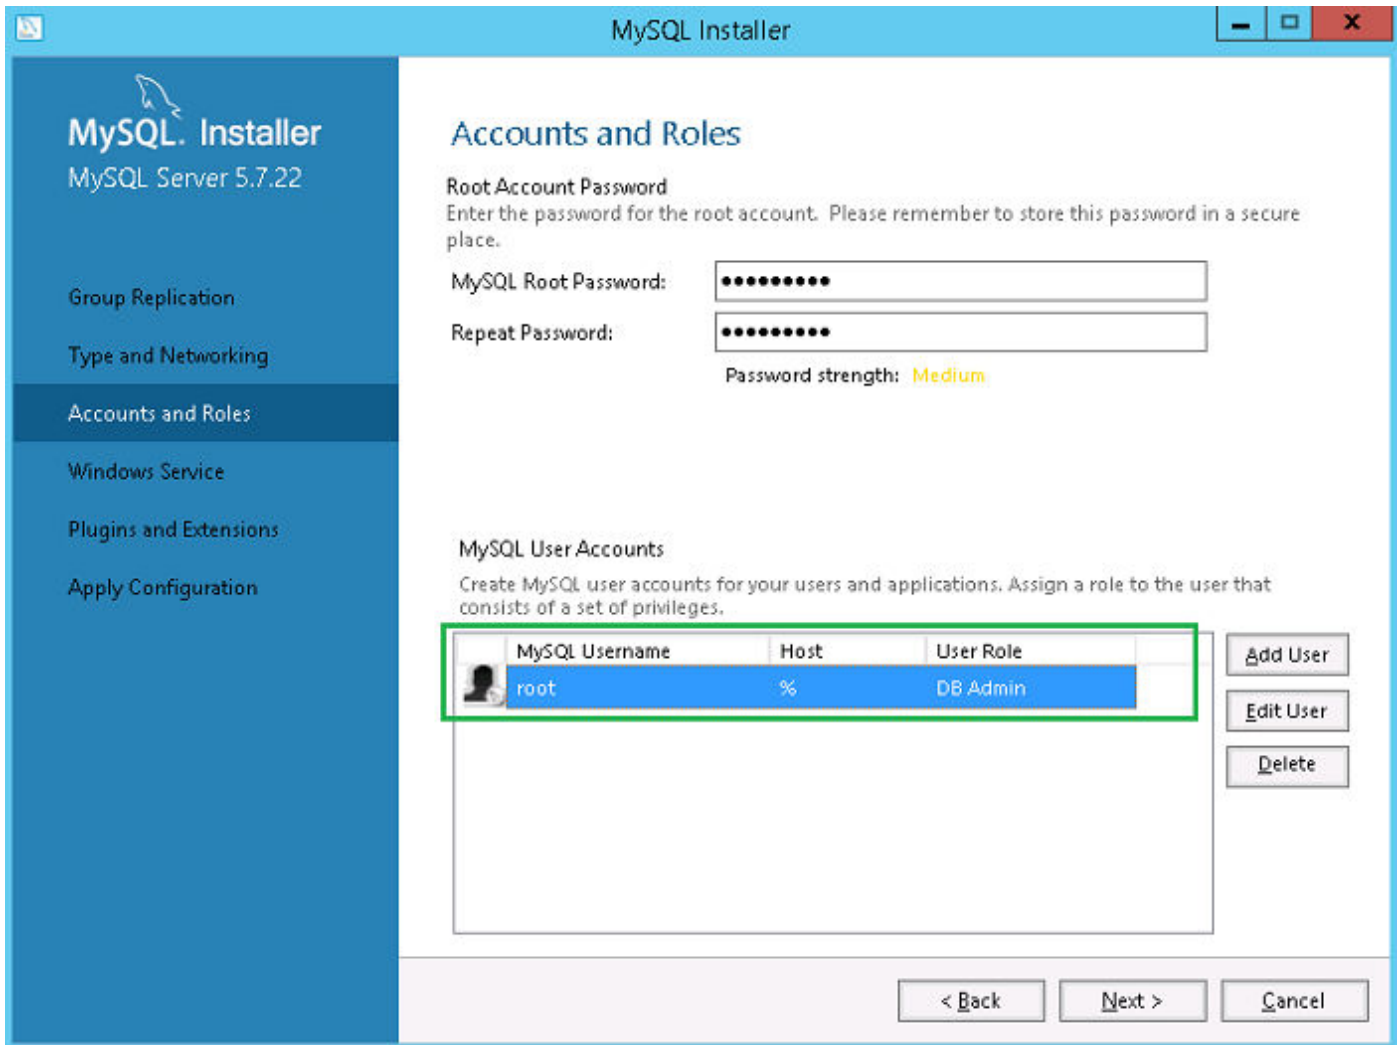 MySQL Installer
MySQL. Installer
MySQL Server 5.7.22
Group Replication
Type and Networking
Accounts and Roles
Windows Service
Plugins and Extensions
Apply Configuration
Accounts and Roles
Root Account Password
Enter the password for the root account. Please remember to store this password in a secure
place.
MySQL Root Password: •••••••••
Repeat Password: •••••••••
Password strength: Medium
MySQL User Accounts
Create MySQL user accounts for your users and applications. Assign a role to the user that
consists of a set of privileges.
MySQL Username Host User Role
root % DB Admin
Add User
Edit User
Delete
< Back Next > Cancel